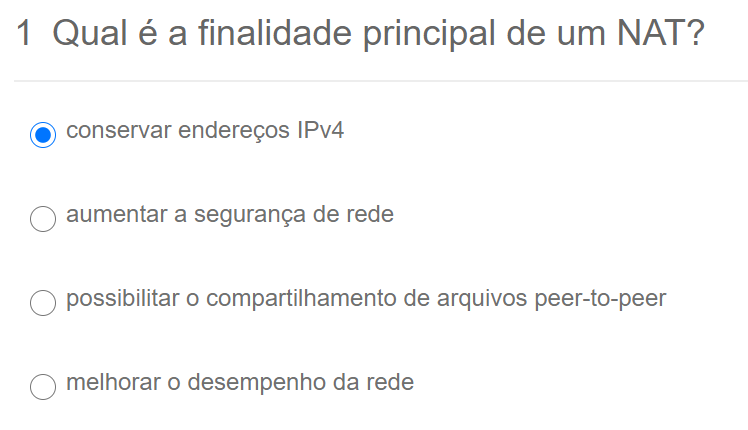 1 Qual é a finalidade principal de um NAT?
conservar endereços IPv4
aumentar a segurança de rede
possibilitar o compartilhamento de arquivos peer-to-peer
melhorar o desempenho da rede